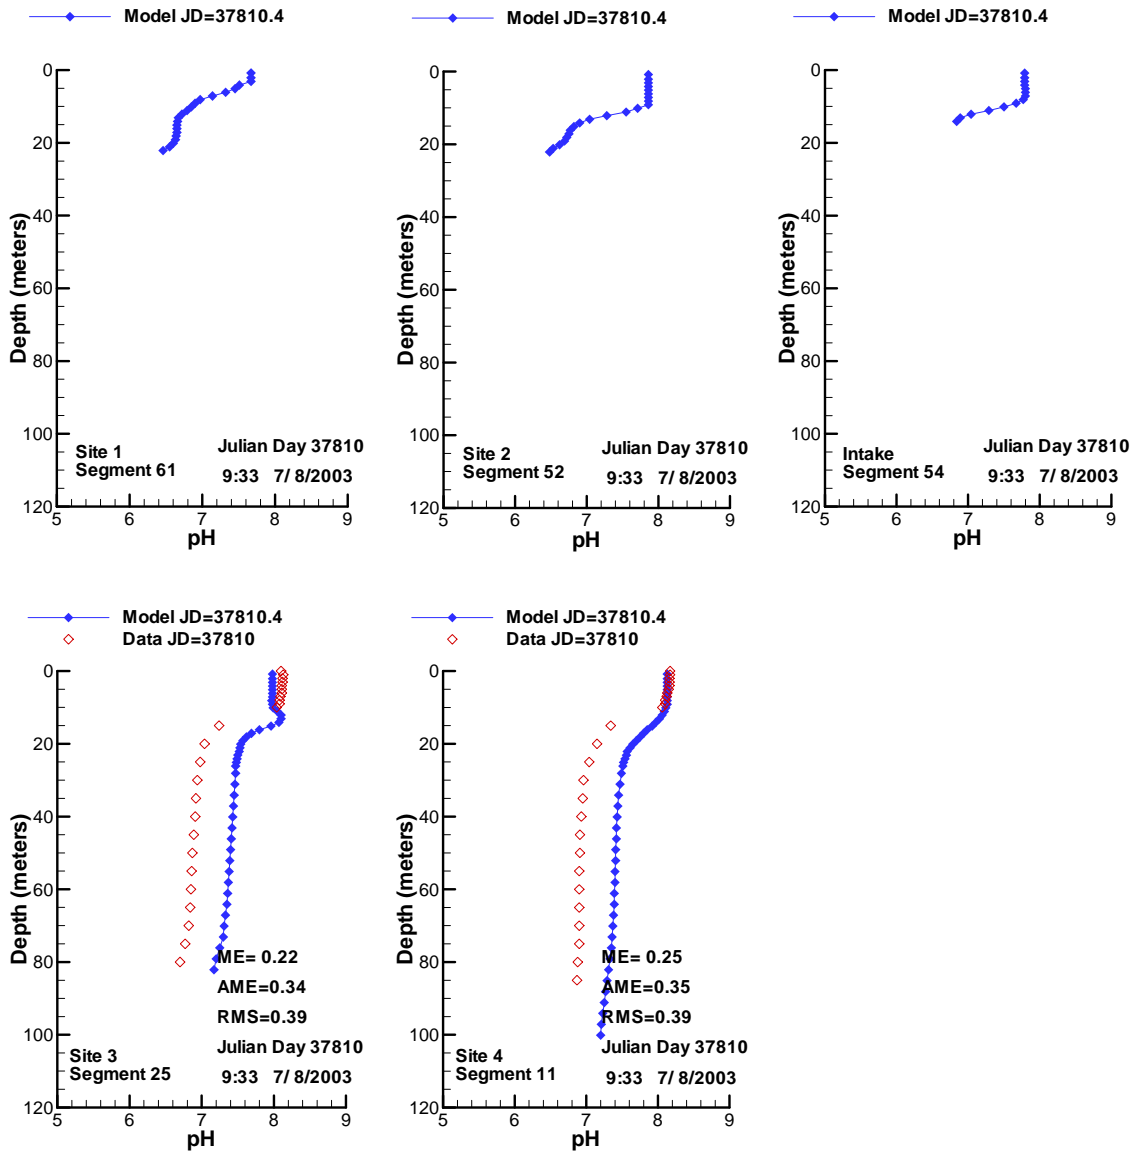 Model JD=37810.4
0
20
40
60
80
100
120
Depth (meters)
Site 1
Segment 61
Julian Day 37810
9:33 7/ 8/2003
5 6 7 8 9
pH
Model JD=37810.4
0
20
40
60
80
100
120
Depth (meters)
Site 2
Segment 52
Julian Day 37810
9:33 7/ 8/2003
5 6 7 8 9
pH
Model JD=37810.4
0
20
40
60
80
100
120
Depth (meters)
Intake
Segment 54
Julian Day 37810
9:33 7/ 8/2003
5 6 7 8 9
pH
Model JD=37810.4
Data JD=37810
0
20
40
60
80
100
120
Depth (meters)
ME= 0.22
AME=0.34
RMS=0.39
Julian Day 37810
Site 3
Segment 25
9:33 7/ 8/2003
5 6 7 8 9
pH
Model JD=37810.4
Data JD=37810
0
20
40
60
80
100
120
Depth (meters)
ME= 0.25
AME=0.35
RMS=0.39
Julian Day 37810
Site 4
Segment 11
9:33 7/ 8/2003
5 6 7 8 9
pH